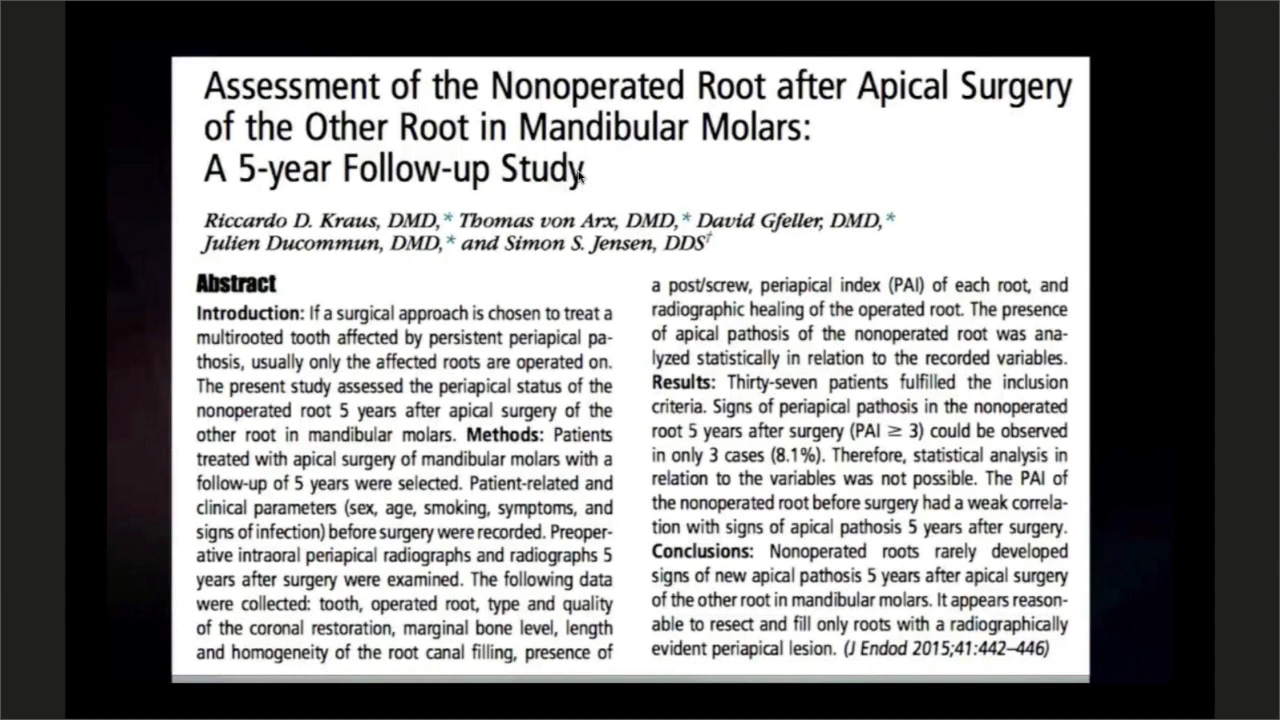 Assessment of the Nonoperated Root after Apical Surgery
of the Other Root in Mandibular Molars:
A 5-year Follow-up Study
Riccardo D. Kraus, DMD,* Thomas von Arx, DMD,* David Gfeller, DMD,*
Julien Ducommun, DMD,* and Simon S. Jensen, DDS†
Abstract
Introduction: If a surgical approach is chosen to treat a
multirooted tooth affected by persistent periapical pa-
thosis, usually only the affected roots are operated on.
The present study assessed the periapical status of the
nonoperated root 5 years after apical surgery of the
other root in mandibular molars. Methods: Patients
treated with apical surgery of mandibular molars with a
follow-up of 5 years were selected. Patient-related and
clinical parameters (sex, age, smoking, symptoms, and
signs of infection) before surgery were recorded. Preoper-
ative intraoral periapical radiographs and radiographs 5
years after surgery were examined. The following data
were collected: tooth, operated root, type and quality
of the coronal restoration, marginal bone level, length
and homogeneity of the root canal filling, presence of
a post/screw, periapical index (PAI) of each root, and
radiographic healing of the operated root. The presence
of apical pathosis of the nonoperated root was ana-
lyzed statistically in relation to the recorded variables.
Results: Thirty-seven patients fulfilled the inclusion
criteria. Signs of periapical pathosis in the nonoperated
root 5 years after surgery (PAI ≥ 3) could be observed
in only 3 cases (8.1%). Therefore, statistical analysis in
relation to the variables was not possible. The PAI of
the nonoperated root before surgery had a weak correla-
tion with signs of apical pathosis 5 years after surgery.
Conclusions: Nonoperated roots rarely developed
signs of new apical pathosis 5 years after apical surgery
of the other root in mandibular molars. It appears reason-
able to resect and fill only roots with a radiographically
evident periapical lesion. (J Endod 2015;41:442–446)